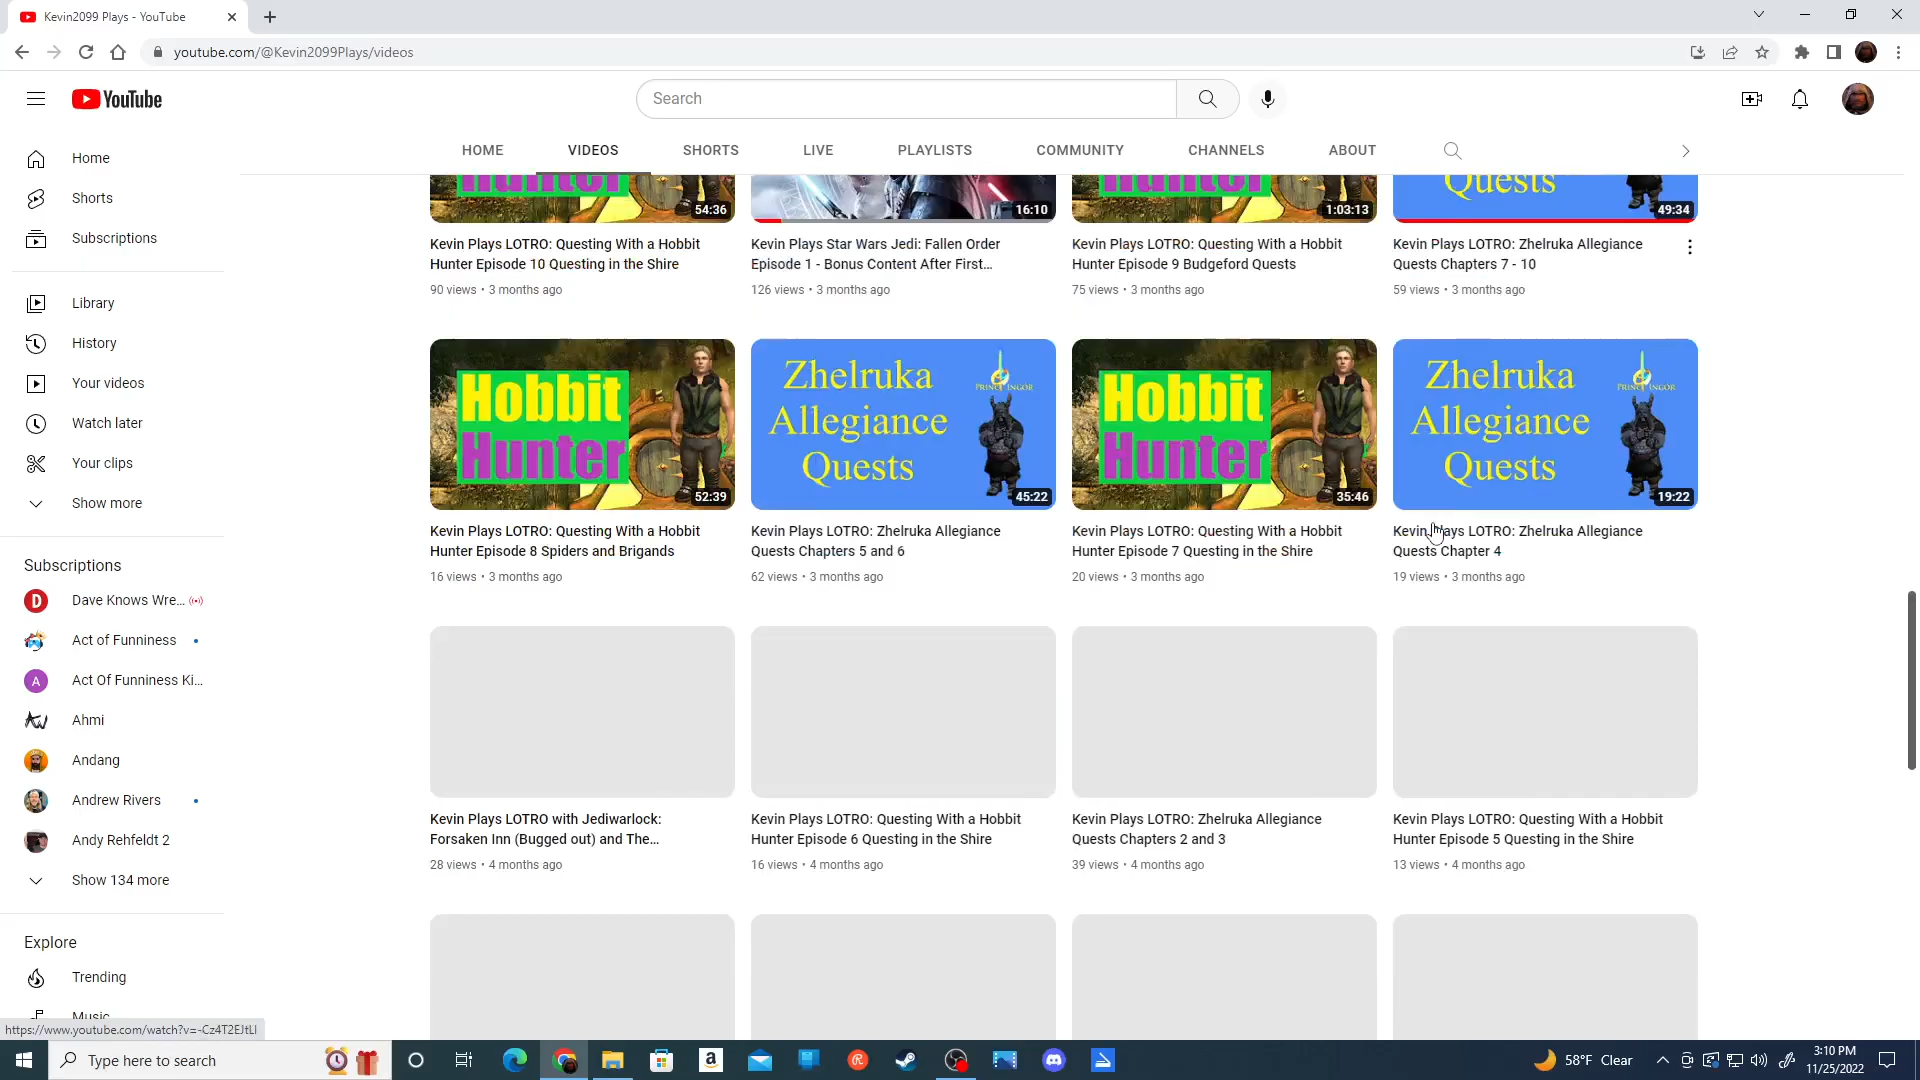 Kevin2099 Plays - YouTube
youtube.com/@Kevin2099Plays/videos
YouTube
Search
HOME
VIDEOS
SHORTS
LIVE
PLAYLISTS
COMMUNITY
CHANNELS
ABOUT
Home
Shorts
Subscriptions
Library
History
Your videos
Watch later
Your clips
Show more
Subscriptions
Dave Knows Wre...
Act of Funniness
A
Act Of Funniness Ki...
Ahmi
Andang
Andrew Rivers
Andy Rehfeldt 2
Show 134 more
Explore
Trending
Music
Hunter
54:36
16:10
Hunter
1:03:13
Quests
49:34
Kevin Plays LOTRO: Questing With a Hobbit
Hunter Episode 10 Questing in the Shire
90 views • 3 months ago
Kevin Plays Star Wars Jedi: Fallen Order
Episode 1 - Bonus Content After First...
126 views • 3 months ago
Kevin Plays LOTRO: Questing With a Hobbit
Hunter Episode 9 Budgeford Quests
75 views • 3 months ago
Kevin Plays LOTRO: Zhelruka Allegiance
Quests Chapters 7 - 10
59 views • 3 months ago
Hobbit
Hunter
52:39
Zhelruka
Allegiance
Quests
45:22
Hobbit
Hunter
35:46
Zhelruka
Allegiance
Quests
19:22
Kevin Plays LOTRO: Questing With a Hobbit
Hunter Episode 8 Spiders and Brigands
16 views • 3 months ago
Kevin Plays LOTRO: Zhelruka Allegiance
Quests Chapters 5 and 6
62 views • 3 months ago
Kevin Plays LOTRO: Questing With a Hobbit
Hunter Episode 7 Questing in the Shire
20 views • 3 months ago
Kevin Plays LOTRO: Zhelruka Allegiance
Quests Chapter 4
19 views • 3 months ago
Kevin Plays LOTRO with Jediwarlock:
Forsaken Inn (Bugged out) and The...
28 views • 4 months ago
Kevin Plays LOTRO: Questing With a Hobbit
Hunter Episode 6 Questing in the Shire
16 views • 4 months ago
Kevin Plays LOTRO: Zhelruka Allegiance
Quests Chapters 2 and 3
39 views • 4 months ago
Kevin Plays LOTRO: Questing With a Hobbit
Hunter Episode 5 Questing in the Shire
13 views • 4 months ago
https://www.youtube.com/watch?v=-Cz4T2EJtLI
Type here to search
58°F Clear
3:10 PM
11/25/2022